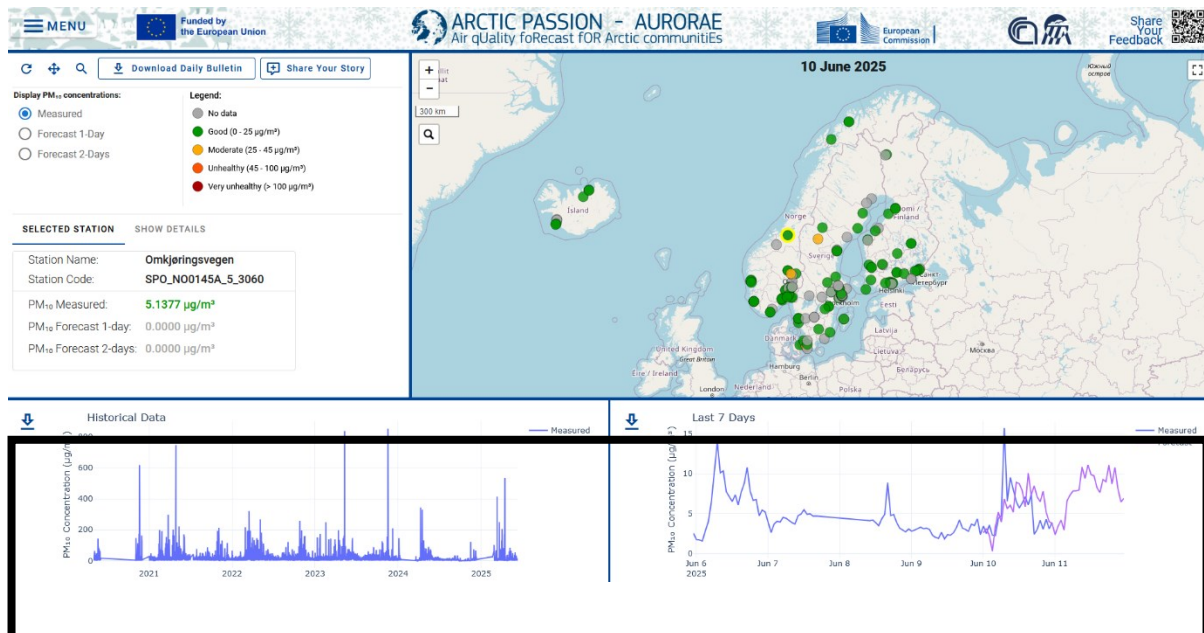 MENU
Funded by
the European Union
ARCTIC PASSION - AURORAE
Air qUality foRecast fOR Arctic communitiEs
European
Commission
Share
Your
Feedback
Download Daily Bulletin
Share Your Story
Display PM₁₀ concentrations:
Measured
Forecast 1-Day
Forecast 2-Days
Legend:
No data
Good (0 - 25 µg/m³)
Moderate (25 - 45 µg/m³)
Unhealthy (45 - 100 µg/m³)
Very unhealthy (> 100 µg/m³)
SELECTED STATION
SHOW DETAILS
Station Name: Omkjøringsvegen
Station Code: SPO_NO0145A_5_3060
PM₁₀ Measured: 5.1377 µg/m³
PM₁₀ Forecast 1-day: 0.0000 µg/m³
PM₁₀ Forecast 2-days: 0.0000 µg/m³
10 June 2025
+
−
300 km
Южный
остров
Ísland
Norge
Suomi /
Finland
Sverige
Helsinki
Eesti
Latvija
Lietuva
Москва
Беларусь
Danmark
Hamburg
Berlin
Polska
Nederland
London
United Kingdom
Great Britain
Éire / Ireland
Historical Data
Measured
PM₁₀ Concentration (µg/m³)
800
600
400
200
0
2021
2022
2023
2024
2025
Last 7 Days
Measured
Forecast
PM₁₀ Concentration (µg/m³)
15
10
5
0
Jun 6
2025
Jun 7
Jun 8
Jun 9
Jun 10
Jun 11